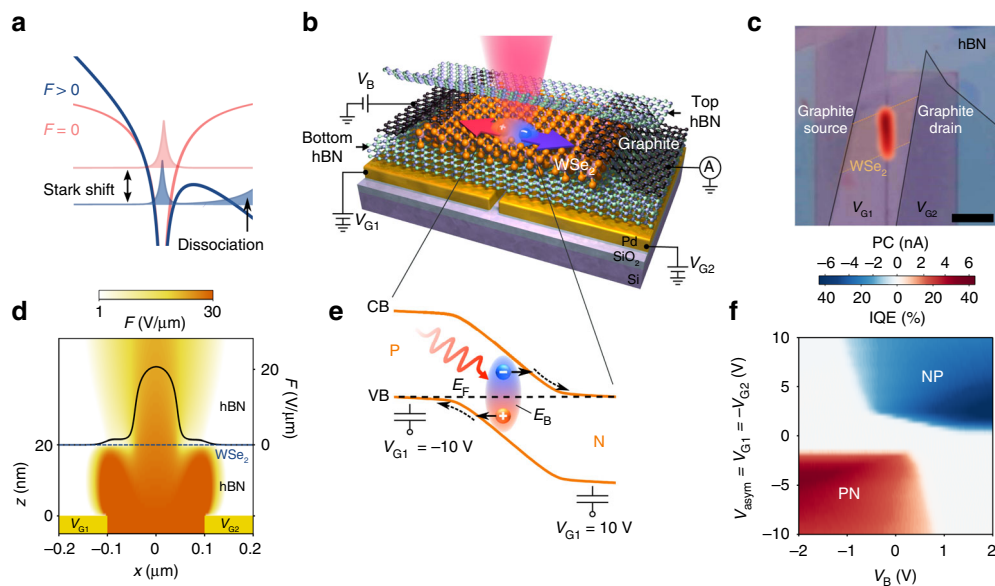 a
F > 0
F = 0
Stark shift
Dissociation
b
V_B
Bottom
hBN
Top
hBN
Graphite
WSe₂
A
V_G1
V_G2
Pd
SiO₂
Si
c
hBN
Graphite
source
Graphite
drain
WSe₂
V_G1
V_G2
PC (nA)
−6 −4 −2 0 2 4 6
40 20 0 20 40
IQE (%)
d
1 30
F (V/μm)
z (nm)
20
0
hBN
WSe₂
hBN
20
0
F (V/μm)
V_G1
V_G2
−0.2 −0.1 0 0.1 0.2
x (μm)
e
CB
P
VB
E_F
E_B
−
+
N
V_G1 = −10 V
V_G1 = 10 V
f
V_asym = V_G1 = −V_G2 (V)
10
5
0
−5
−10
NP
PN
−2 −1 0 1 2
V_B (V)